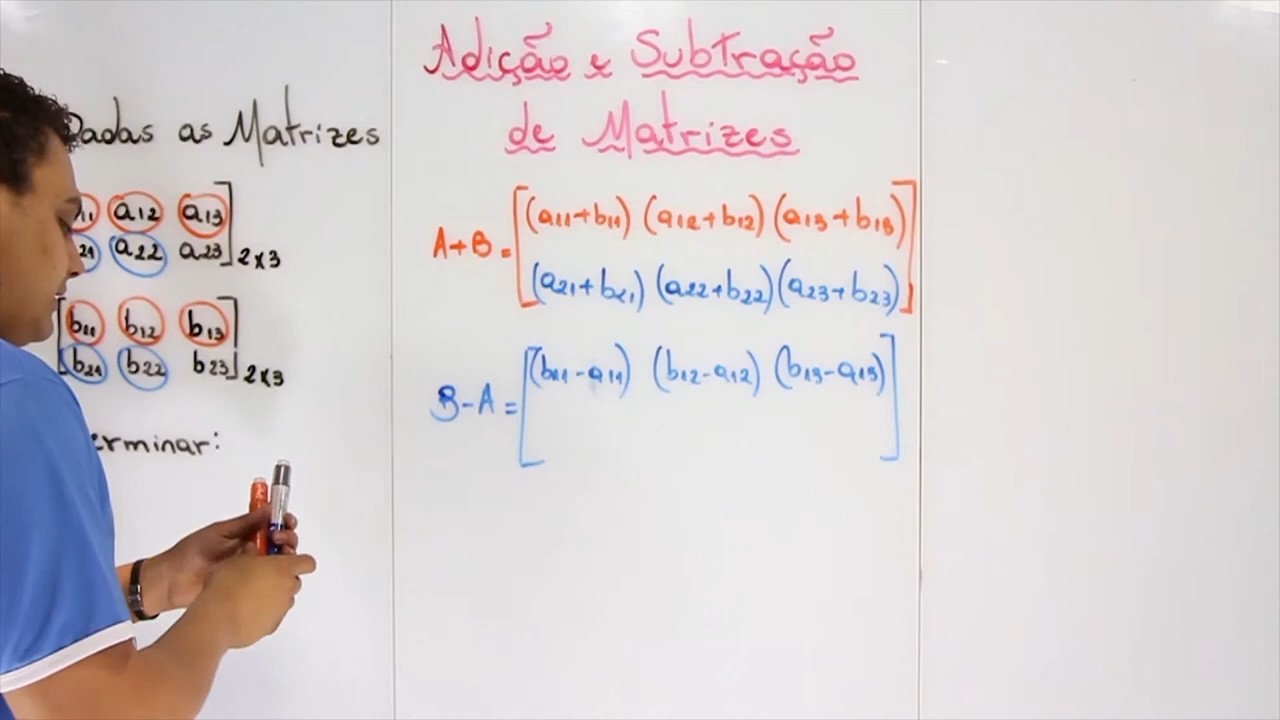 Adição e Subtração
de Matrizes
Dadas as Matrizes
a12 a13
a22 a23
2x3
b11 b12 b13
b21 b22 b23
2x3
erminar:
A+B = [(a11+b11) (a12+b12) (a13+b13)
(a21+b21) (a22+b22) (a23+b23)]
B-A = [(b11-a11) (b12-a12) (b13-a13)]